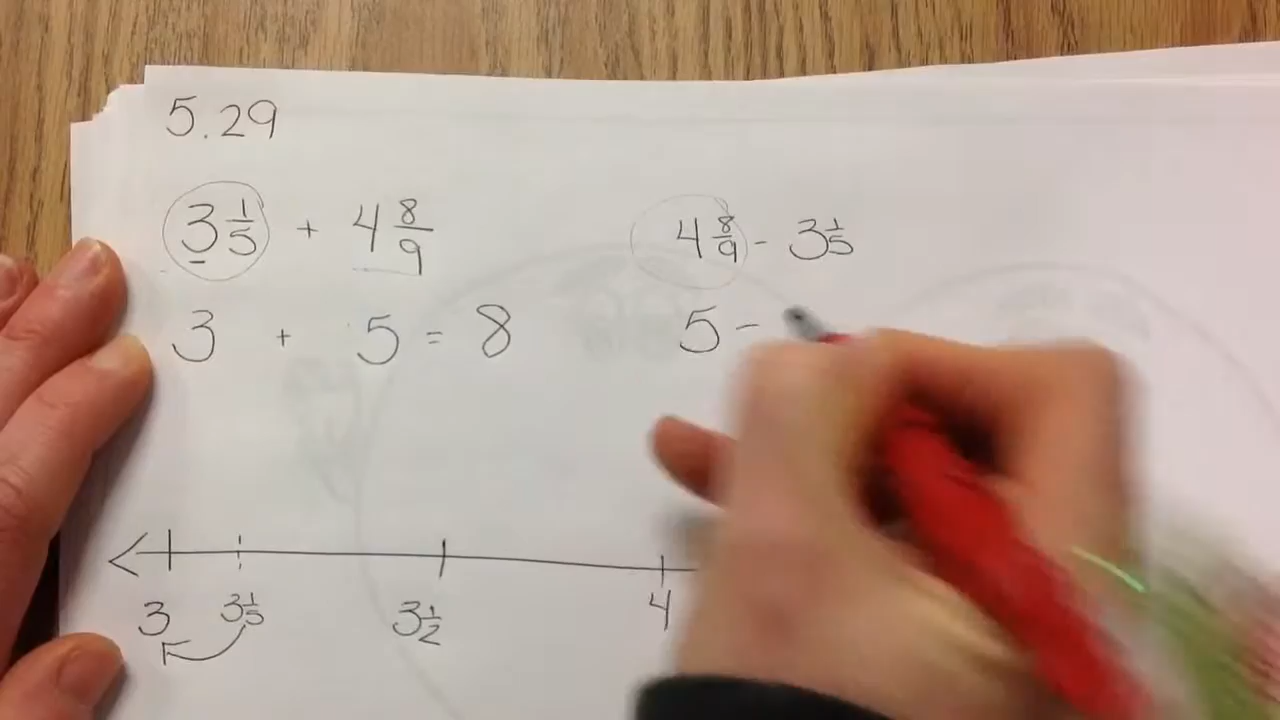 5.29
3 1/5 + 4 8/9
3 + 5 = 8
4 8/9 - 3 1/5
5 -
3 3 1/5 3 1/2 4